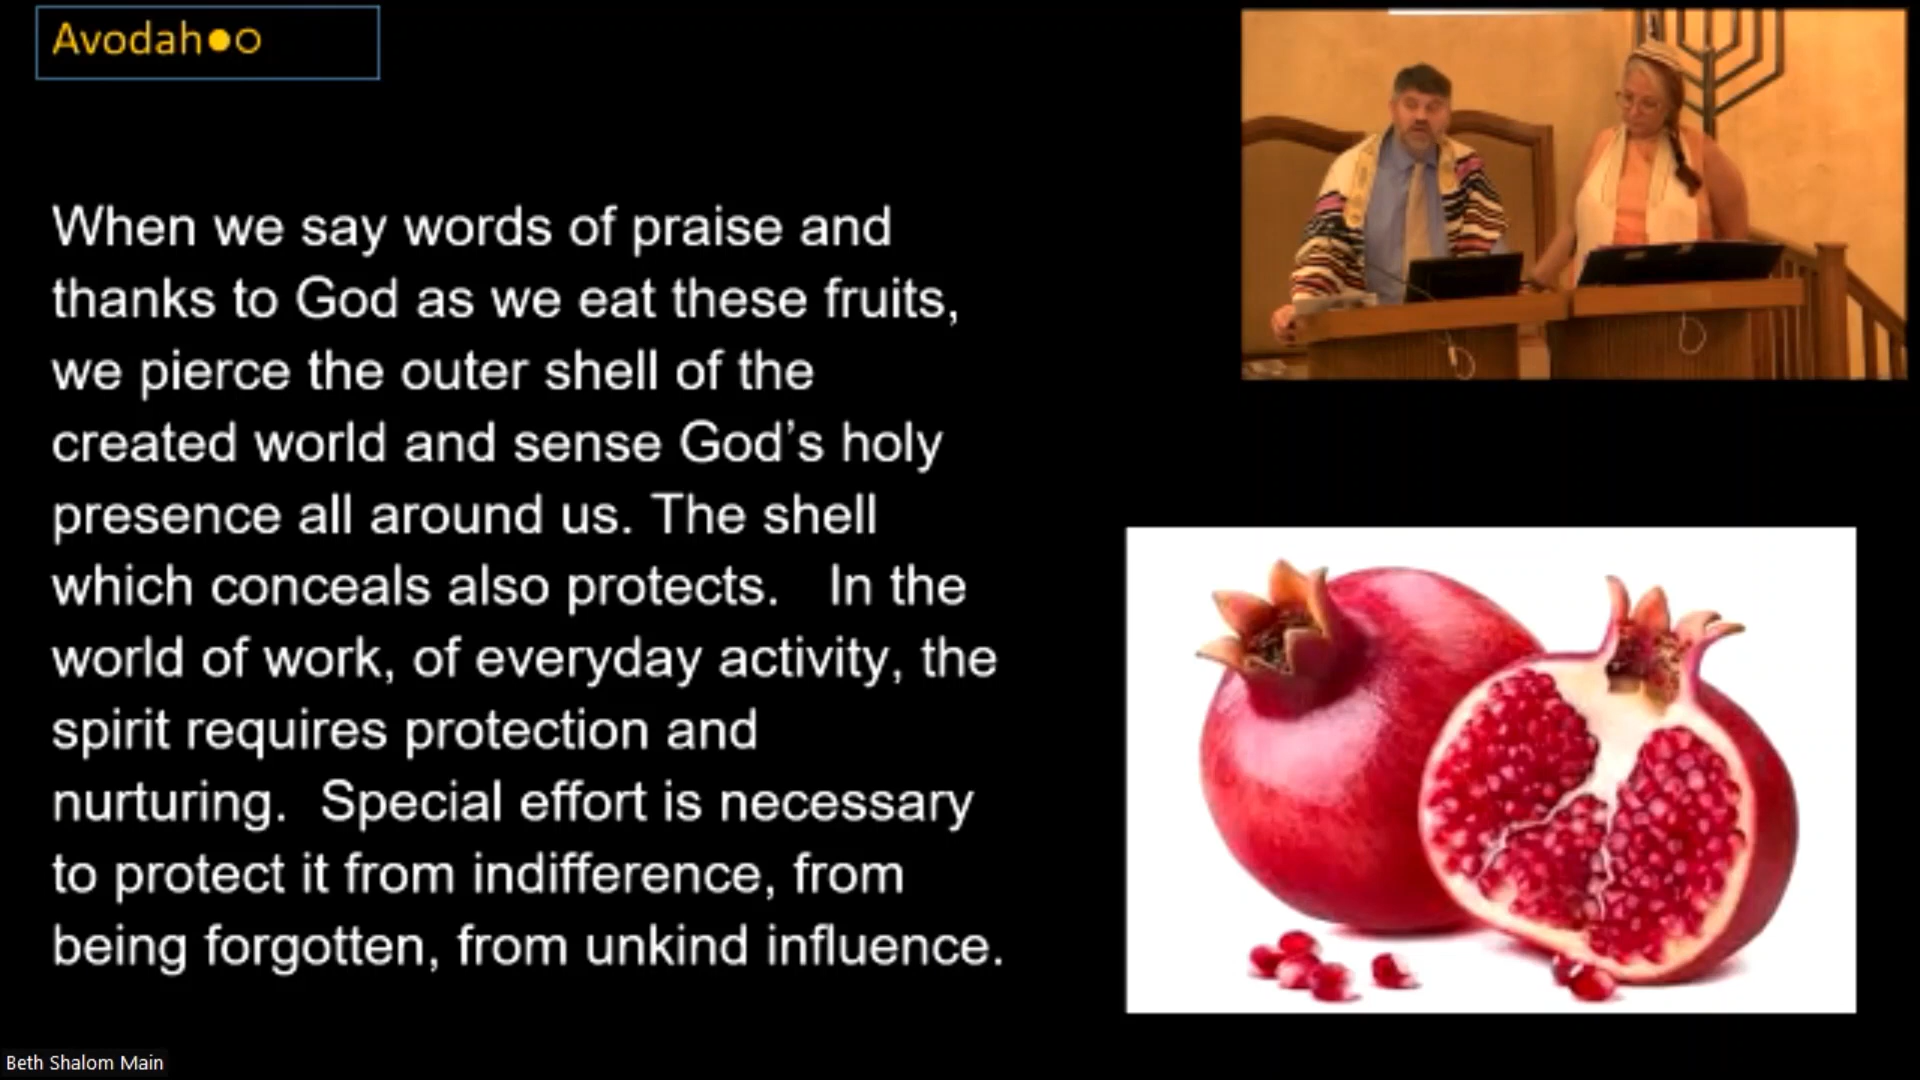 Avodah●○
When we say words of praise and
thanks to God as we eat these fruits,
we pierce the outer shell of the
created world and sense God’s holy
presence all around us. The shell
which conceals also protects.   In the
world of work, of everyday activity, the
spirit requires protection and
nurturing.  Special effort is necessary
to protect it from indifference, from
being forgotten, from unkind influence.
Beth Shalom Main